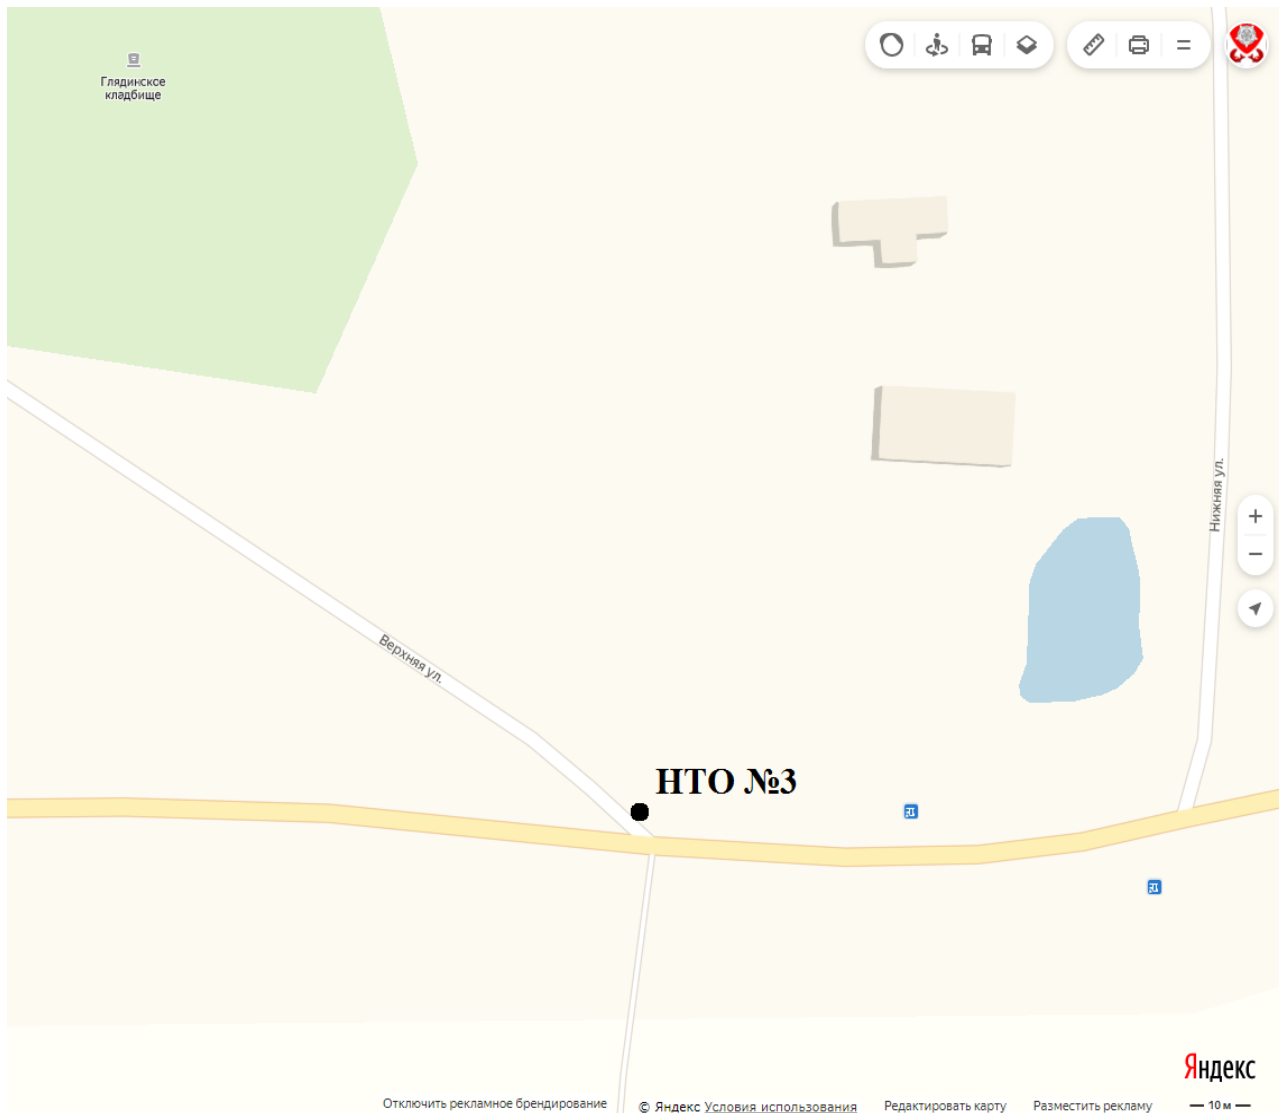 Глядинское
кладбище
Нижняя ул.
Верхняя ул.
НТО №3
Яндекс
Отключить рекламное брендирование
© Яндекс Условия использования
Редактировать карту
Разместить рекламу
10 м